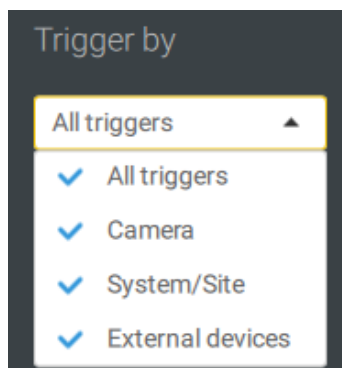 Trigger by
All triggers
All triggers
Camera
System/Site
External devices